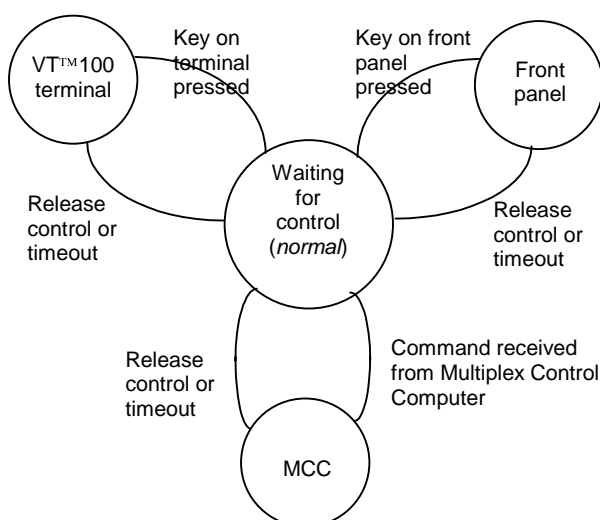 VT™100
terminal
Key on
terminal
pressed
Key on front
panel
pressed
Front
panel
Waiting
for
control
(normal)
Release
control or
timeout
Release
control or
timeout
Release
control or
timeout
Command received
from Multiplex Control
Computer
MCC